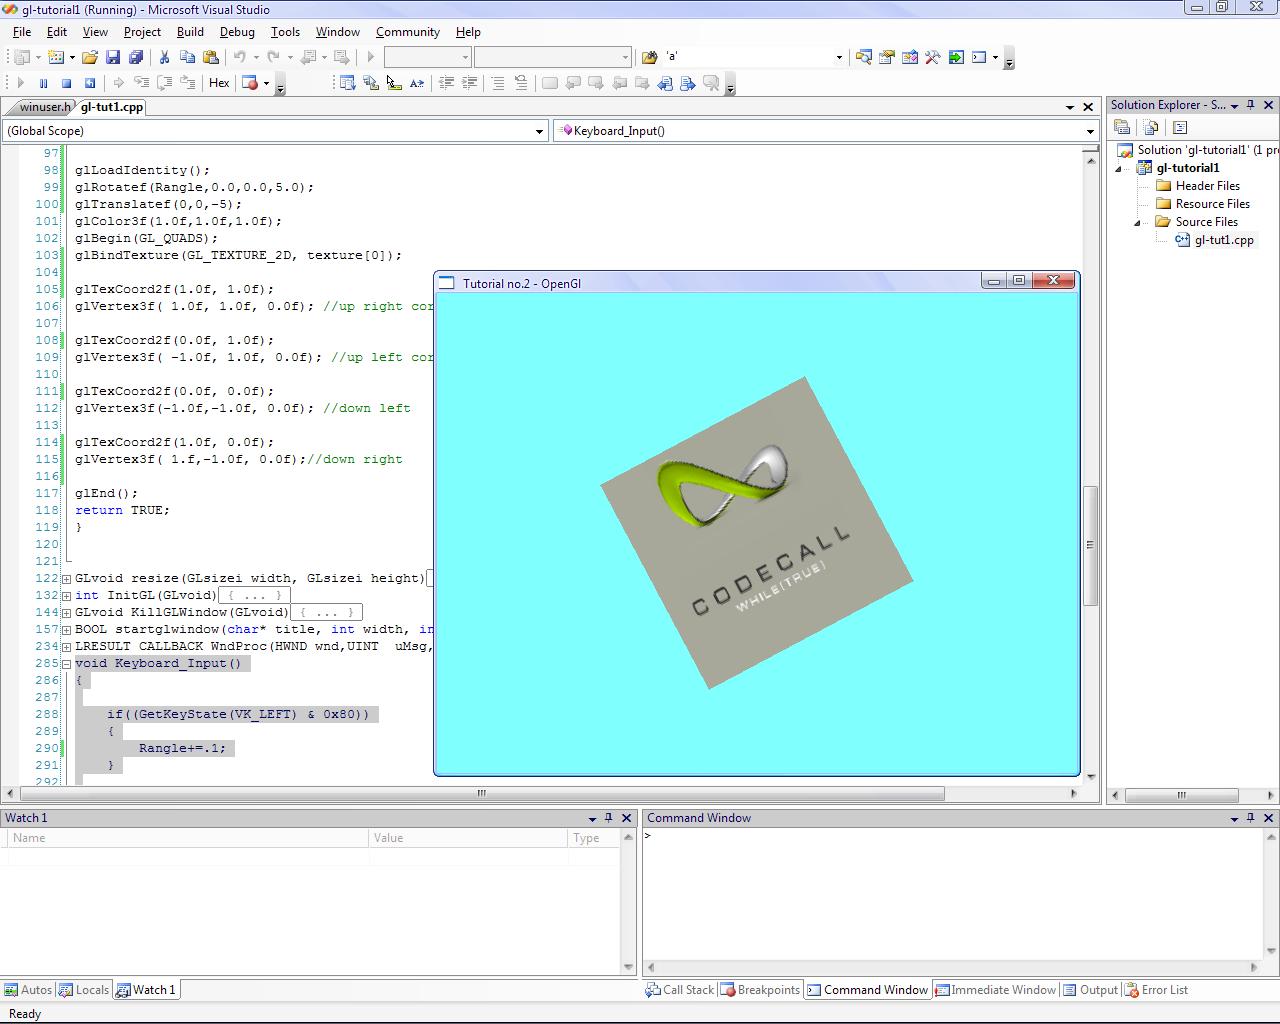 gl-tutorial1 (Running) - Microsoft Visual Studio
File Edit View Project Build Debug Tools Window Community Help
'a'
Hex
winuser.h gl-tut1.cpp
(Global Scope)
Keyboard_Input()
97
98 glLoadIdentity();
99 glRotatef(Rangle,0.0,0.0,5.0);
100 glTranslatef(0,0,-5);
101 glColor3f(1.0f,1.0f,1.0f);
102 glBegin(GL_QUADS);
103 glBindTexture(GL_TEXTURE_2D, texture[0]);
104
105 glTexCoord2f(1.0f, 1.0f);
106 glVertex3f( 1.0f, 1.0f, 0.0f); //up right cor
107
108 glTexCoord2f(0.0f, 1.0f);
109 glVertex3f( -1.0f, 1.0f, 0.0f); //up left cor
110
111 glTexCoord2f(0.0f, 0.0f);
112 glVertex3f(-1.0f,-1.0f, 0.0f); //down left
113
114 glTexCoord2f(1.0f, 0.0f);
115 glVertex3f( 1.f,-1.0f, 0.0f);//down right
116
117 glEnd();
118 return TRUE;
119 }
120
121
122 GLvoid resize(GLsizei width, GLsizei height)
132 int InitGL(GLvoid) { ... }
144 GLvoid KillGLWindow(GLvoid) { ... }
157 BOOL startglwindow(char* title, int width, in
234 LRESULT CALLBACK WndProc(HWND wnd,UINT uMsg,
285 void Keyboard_Input()
286 {
287
288 if((GetKeyState(VK_LEFT) & 0x80))
289 {
290 Rangle+=.1;
291 }
292
Tutorial no.2 - OpenGl
CODECALL
WHILE(TRUE)
Solution Explorer - S...
Solution 'gl-tutorial1' (1 pr
gl-tutorial1
Header Files
Resource Files
Source Files
gl-tut1.cpp
Watch 1
Name Value Type
Autos Locals Watch 1
Command Window
>
Call Stack Breakpoints Command Window Immediate Window Output Error List
Ready